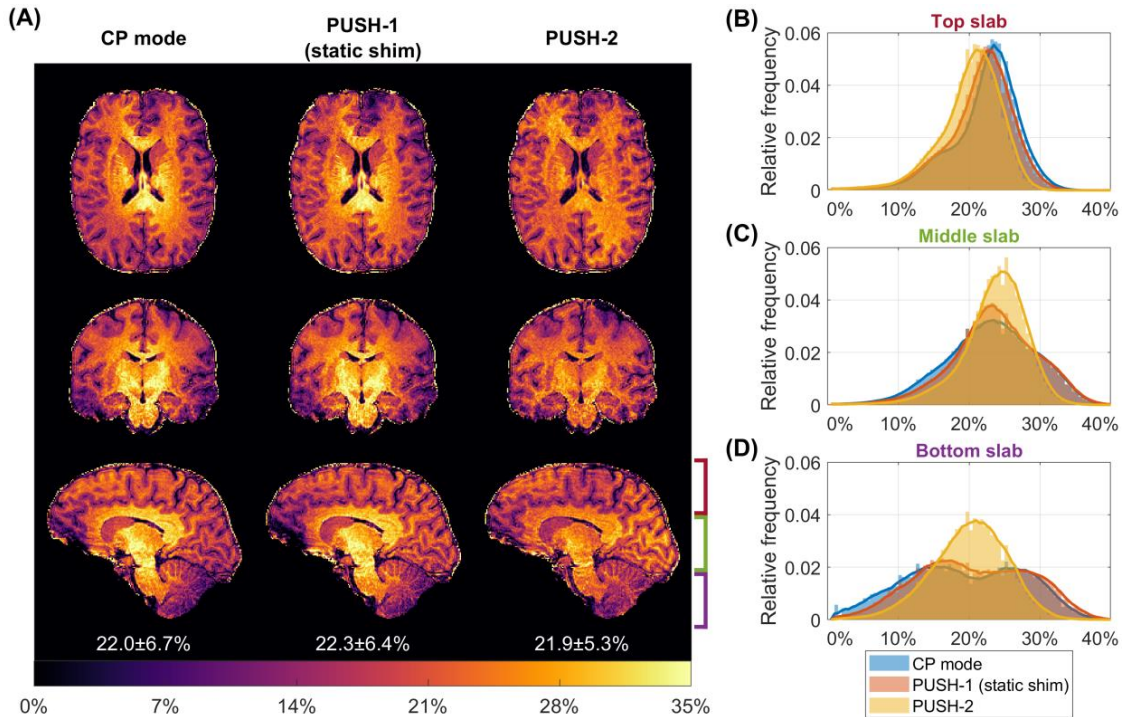 (A)
CP mode
PUSH-1
(static shim)
PUSH-2
22.0±6.7%
22.3±6.4%
21.9±5.3%
0%
7%
14%
21%
28%
35%
(B)
Top slab
Relative frequency
0.06
0.04
0.02
0
0%
10%
20%
30%
40%
(C)
Middle slab
Relative frequency
0.06
0.04
0.02
0
0%
10%
20%
30%
40%
(D)
Bottom slab
Relative frequency
0.06
0.04
0.02
0
0%
10%
20%
30%
40%
CP mode
PUSH-1 (static shim)
PUSH-2